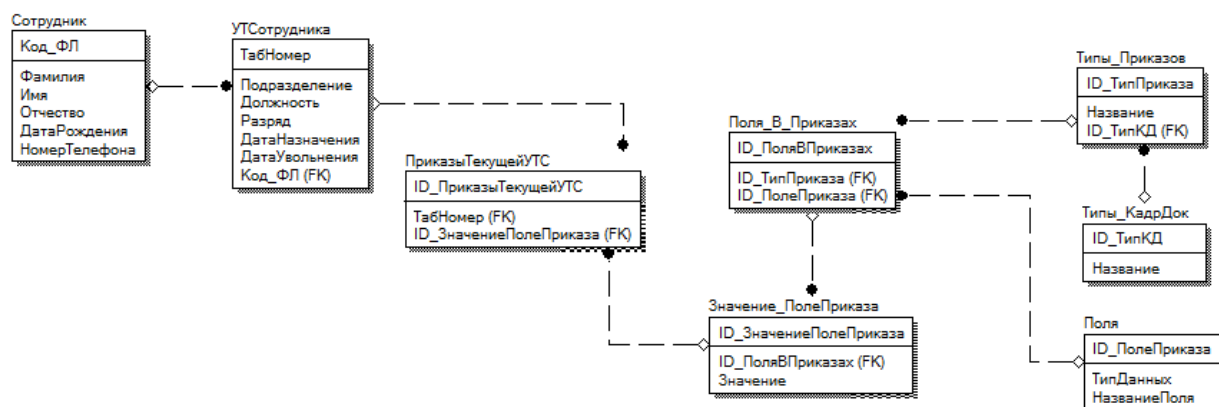 Сотрудник
Код_ФЛ
Фамилия
Имя
Отчество
ДатаРождения
НомерТелефона
УТСотрудника
ТабНомер
Подразделение
Должность
Разряд
ДатаНазначения
ДатаУвольнения
Код_ФЛ (FK)
ПриказыТекущейУТС
ID_ПриказыТекущейУТС
ТабНомер (FK)
ID_ЗначениеПолеПриказа (FK)
Поля_В_Приказах
ID_ПоляВПриказах
ID_ТипПриказа (FK)
ID_ПолеПриказа (FK)
Значение_ПолеПриказа
ID_ЗначениеПолеПриказа
ID_ПоляВПриказах (FK)
Значение
Типы_Приказов
ID_ТипПриказа
Название
ID_ТипКД (FK)
Типы_КадрДок
ID_ТипКД
Название
Поля
ID_ПолеПриказа
ТипДанных
НазваниеПоля